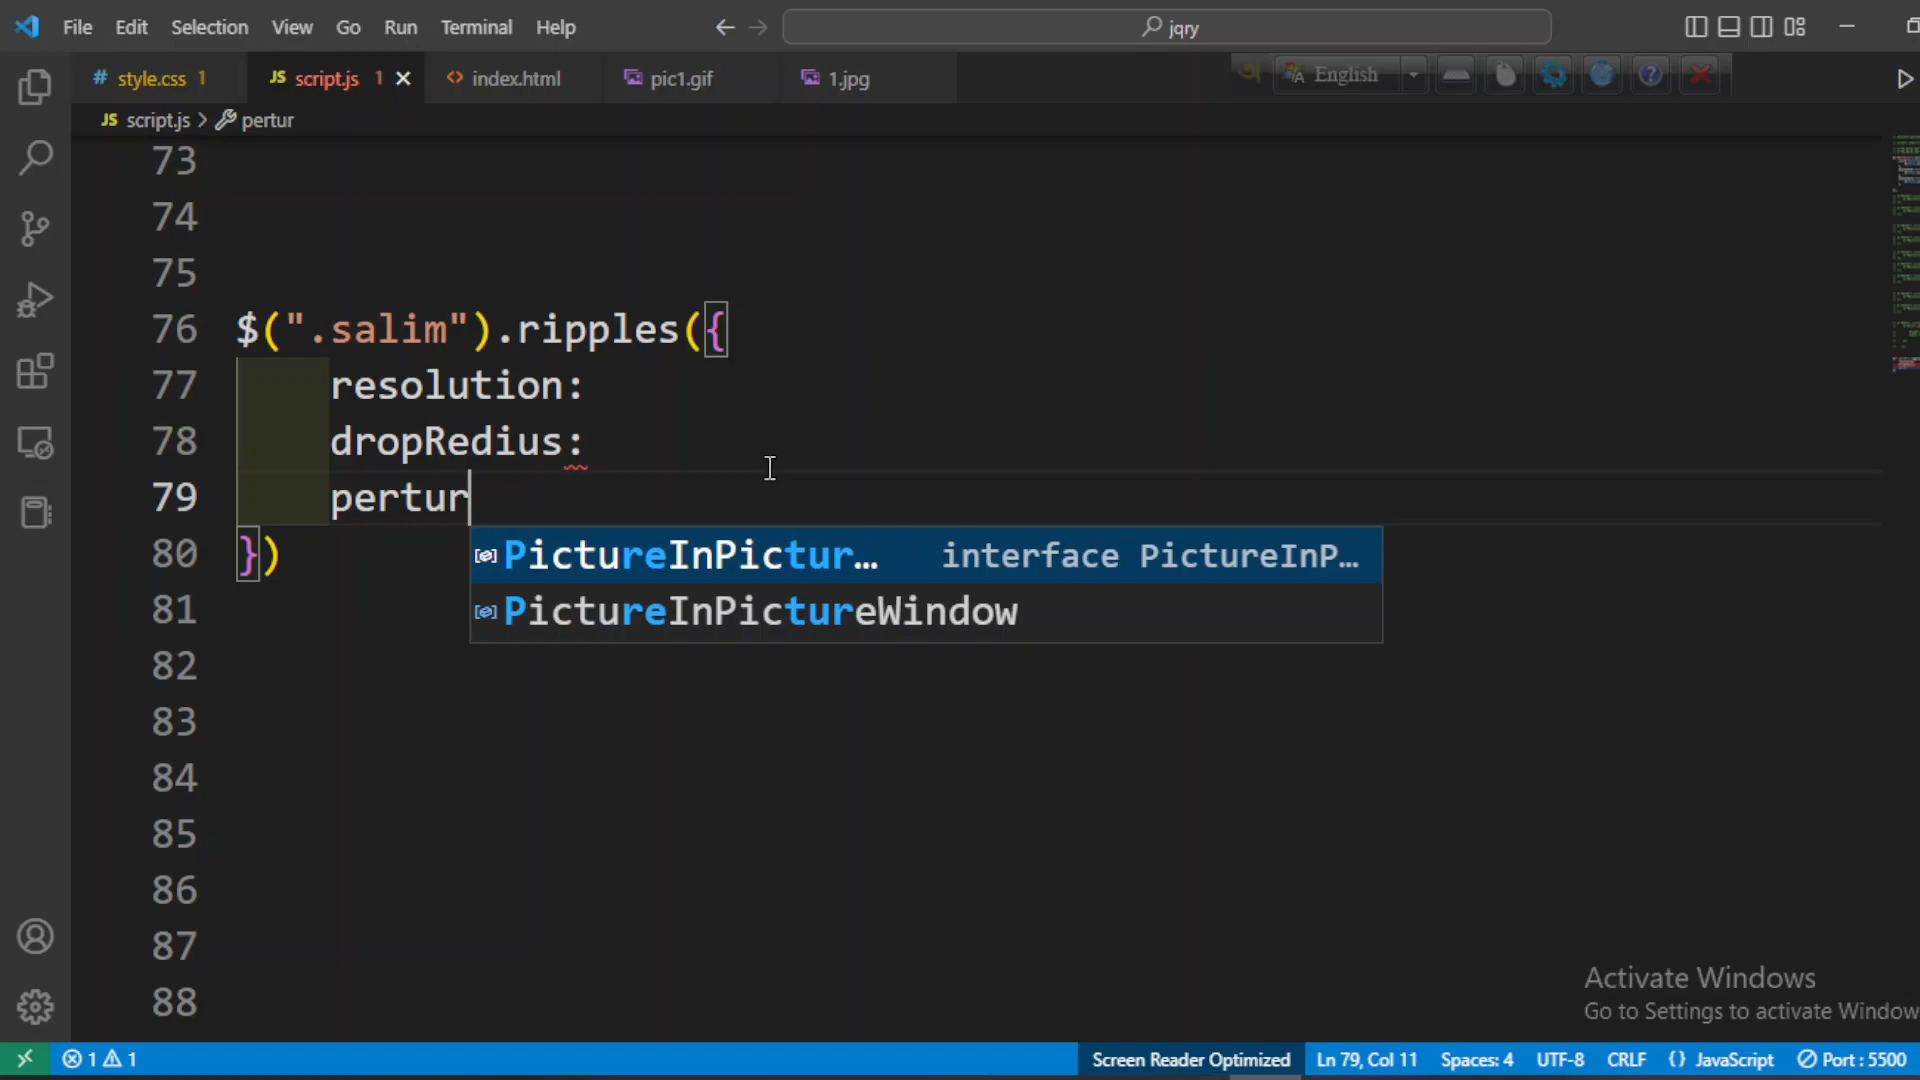 File Edit Selection View Go Run Terminal Help
jqry
# style.css 1
JS script.js 1
<> index.html
pic1.gif
1.jpg
English
JS script.js > pertur
73
74
75
76 $(".salim").ripples({
77 resolution:
78 dropRedius:
79 pertur
80 })
PictureInPictur… interface PictureInP…
PictureInPictureWindow
81
82
83
84
85
86
87
88
Activate Windows
Go to Settings to activate Window
1 1
Screen Reader Optimized Ln 79, Col 11 Spaces: 4 UTF-8 CRLF {} JavaScript Port : 5500